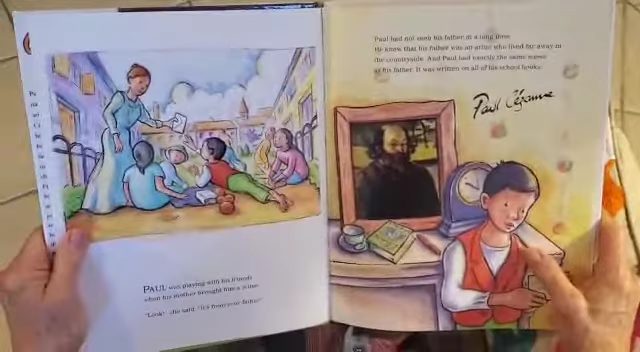 PAUL was playing with his friends
when his mother brought him a letter.
"Look!" she said. "It's from your father."
Paul had not seen his father in a long time.
He knew that his father was an artist who lived far away in
the countryside. And Paul had exactly the same name
as his father. It was written on all of his school books:
Paul Cézanne